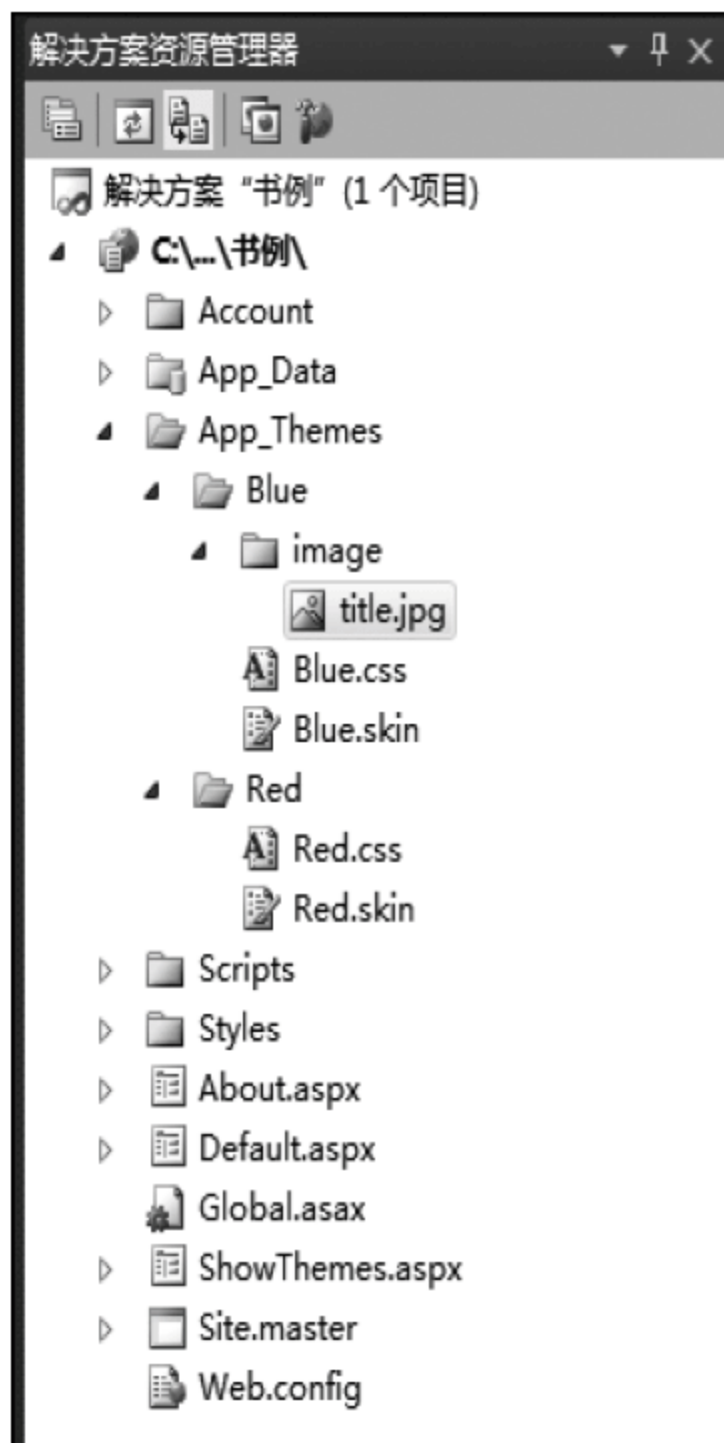 解决方案资源管理器
解决方案 “书例” (1 个项目)
C:\...\书例\
Account
App_Data
App_Themes
Blue
image
title.jpg
Blue.css
Blue.skin
Red
Red.css
Red.skin
Scripts
Styles
About.aspx
Default.aspx
Global.asax
ShowThemes.aspx
Site.master
Web.config